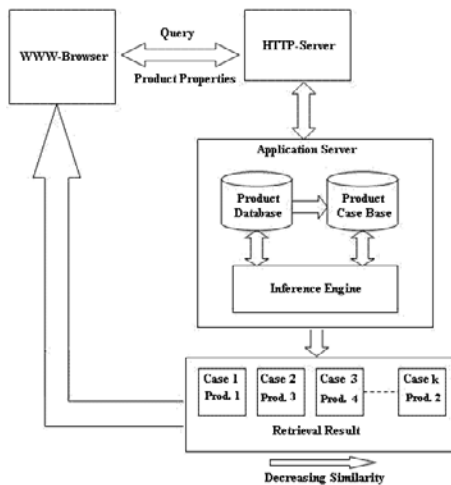 Query
WWW-Browser
HTTP-Server
Product Properties
Application Server
Product
Database
Product
Case Base
Inference Engine
Case 1
Prod. 1
Case 2
Prod. 3
Case 3
Prod. 4
Case k
Prod. 2
Retrieval Result
Decreasing Similarity